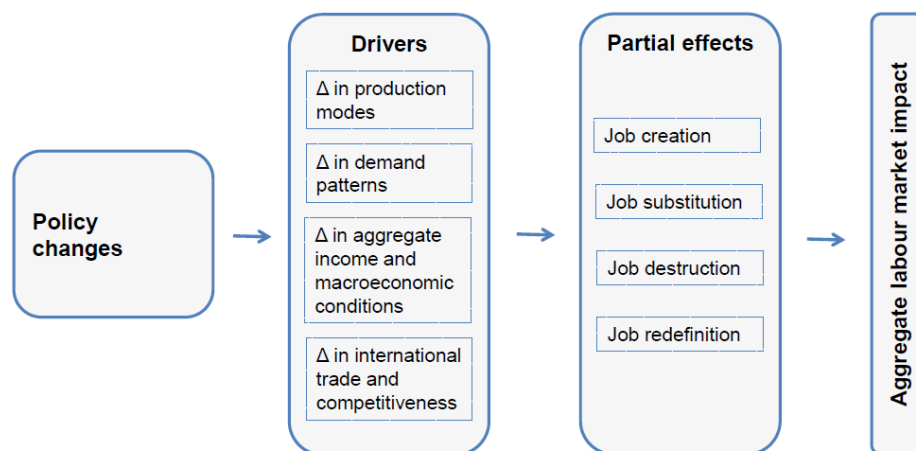 Policy
changes
Drivers
Δ in production
modes
Δ in demand
patterns
Δ in aggregate
income and
macroeconomic
conditions
Δ in international
trade and
competitiveness
Partial effects
Job creation
Job substitution
Job destruction
Job redefinition
Aggregate labour market impact